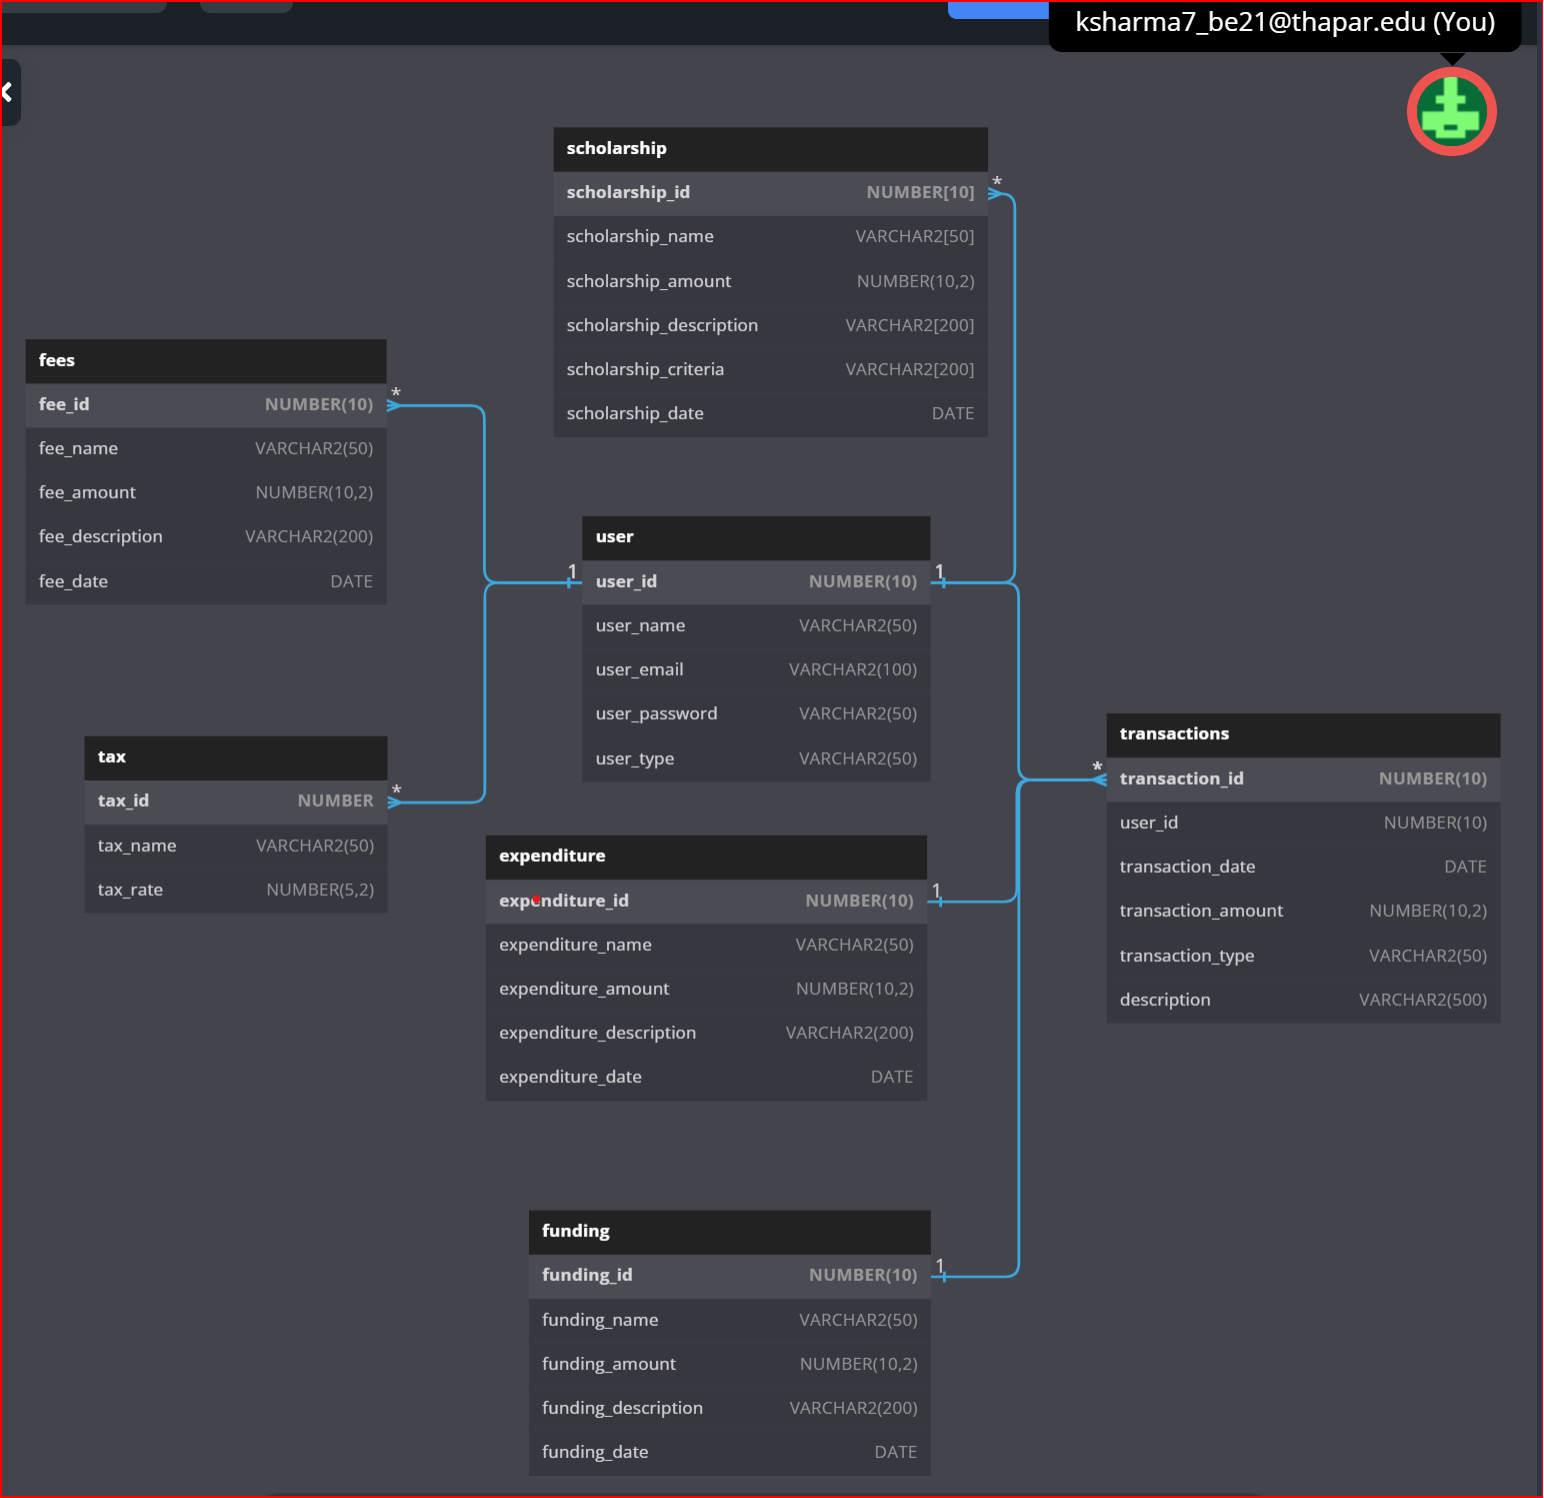 ksharma7_be21@thapar.edu (You)
scholarship
scholarship_id NUMBER[10]
*
scholarship_name VARCHAR2[50]
scholarship_amount NUMBER(10,2)
scholarship_description VARCHAR2[200]
scholarship_criteria VARCHAR2[200]
scholarship_date DATE
fees
fee_id NUMBER(10)
*
fee_name VARCHAR2(50)
fee_amount NUMBER(10,2)
fee_description VARCHAR2(200)
fee_date DATE
user
1
user_id NUMBER(10)
1
user_name VARCHAR2(50)
user_email VARCHAR2(100)
user_password VARCHAR2(50)
user_type VARCHAR2(50)
tax
tax_id NUMBER
*
tax_name VARCHAR2(50)
tax_rate NUMBER(5,2)
transactions
*
transaction_id NUMBER(10)
user_id NUMBER(10)
transaction_date DATE
transaction_amount NUMBER(10,2)
transaction_type VARCHAR2(50)
description VARCHAR2(500)
expenditure
expenditure_id NUMBER(10)
1
expenditure_name VARCHAR2(50)
expenditure_amount NUMBER(10,2)
expenditure_description VARCHAR2(200)
expenditure_date DATE
funding
funding_id NUMBER(10)
1
funding_name VARCHAR2(50)
funding_amount NUMBER(10,2)
funding_description VARCHAR2(200)
funding_date DATE